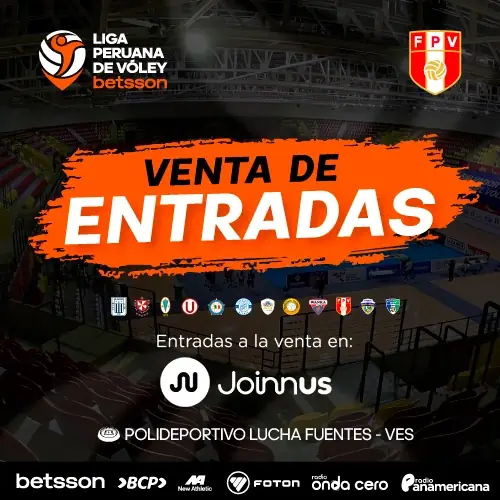 LIGA
PERUANA
DE VÓLEY
betsson
FPV
VENTA DE
ENTRADAS
Entradas a la venta en:
Joinnus
POLIDEPORTIVO LUCHA FUENTES - VES
betsson
BCP
New Athletic
FOTON
radio
onda cero
radio
Panamericana